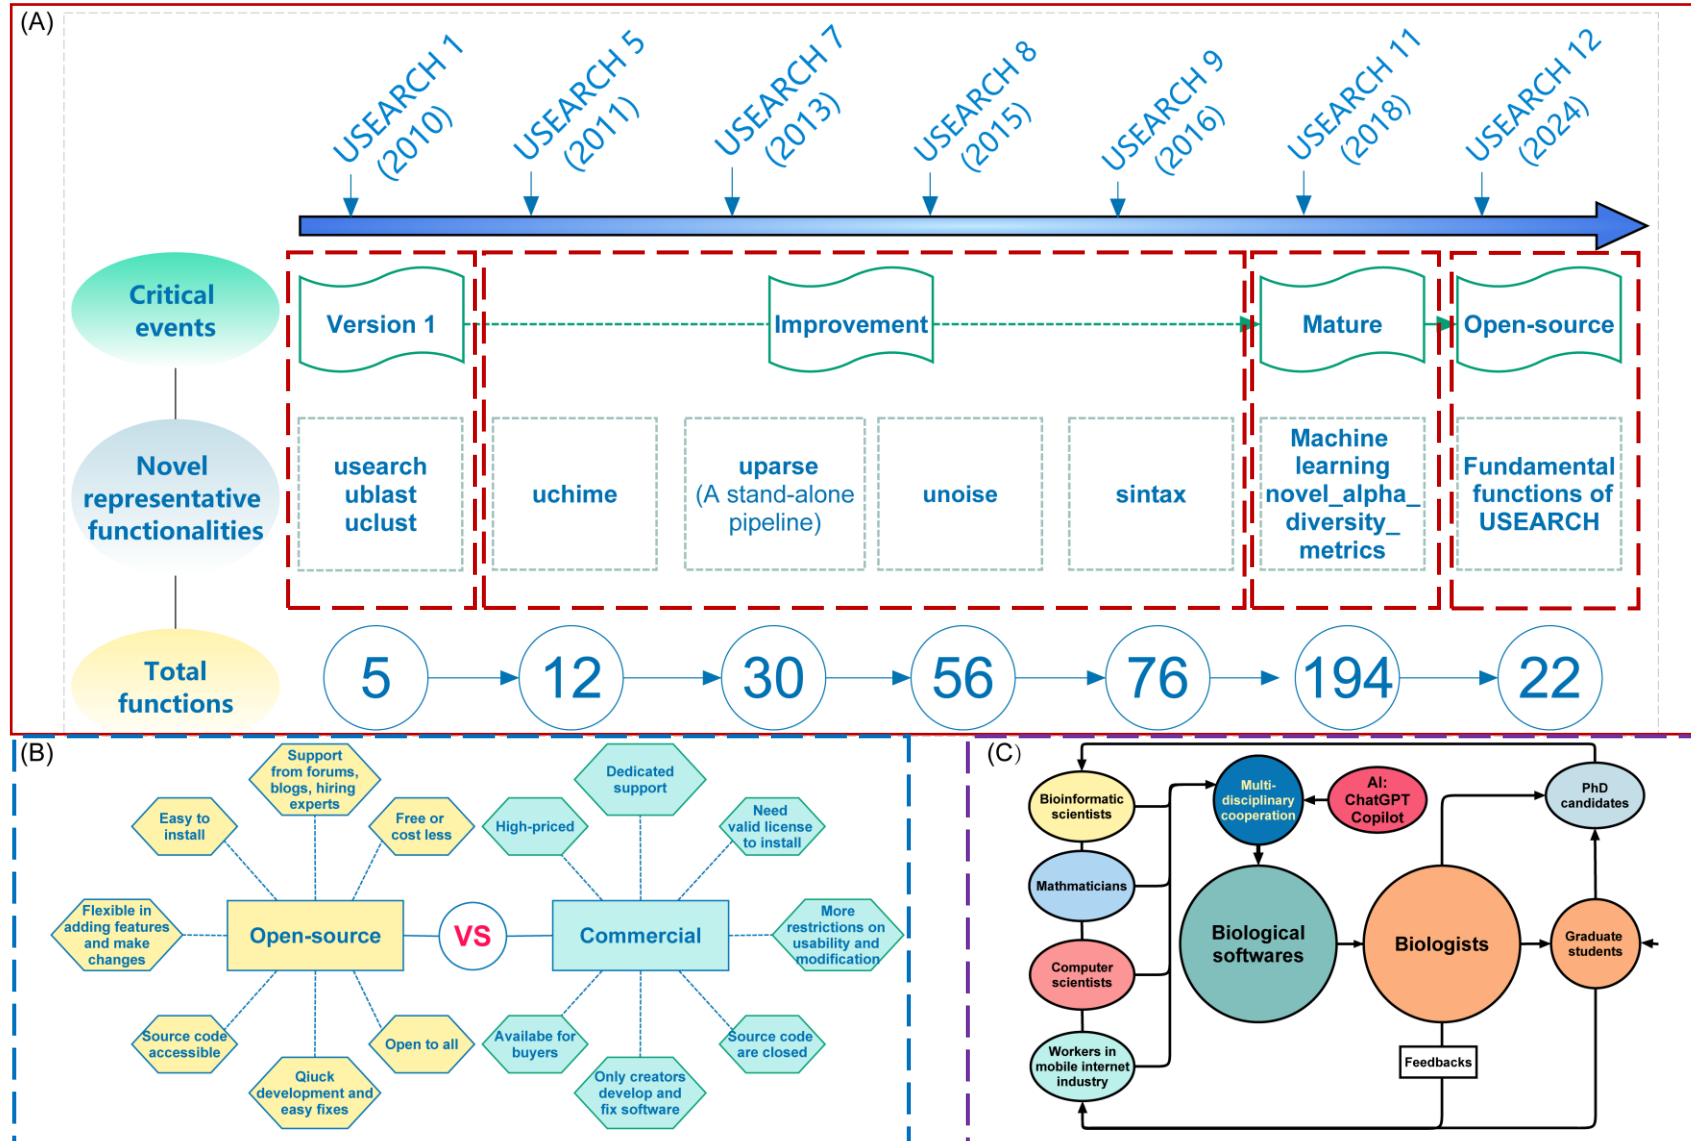 (A)
USEARCH 1
(2010)
USEARCH 5
(2011)
USEARCH 7
(2013)
USEARCH 8
(2015)
USEARCH 9
(2016)
USEARCH 11
(2018)
USEARCH 12
(2024)
Critical
events
Version 1
Improvement
Mature
Open-source
Novel
representative
functionalities
usearch
ublast
uclust
uchime
uparse
(A stand-alone
pipeline)
unoise
sintax
Machine
learning
novel_alpha_
diversity_
metrics
Fundamental
functions of
USEARCH
Total
functions
5
12
30
56
76
194
22
(B)
Support
from forums,
blogs, hiring
experts
Easy to
install
Free or
cost less
Flexible in
adding features
and make
changes
Open-source
Source code
accessible
Open to all
Qiuck
development and
easy fixes
VS
Dedicated
support
High-priced
Need
valid license
to install
Commercial
More
restrictions on
usability and
modification
Availabe for
buyers
Source code
are closed
Only creators
develop and
fix software
(C)
Bioinformatic
scientists
Multi-
disciplinary
cooperation
AI:
ChatGPT
Copilot
PhD
candidates
Mathmaticians
Computer
scientists
Workers in
mobile internet
industry
Biological
softwares
Biologists
Graduate
students
Feedbacks